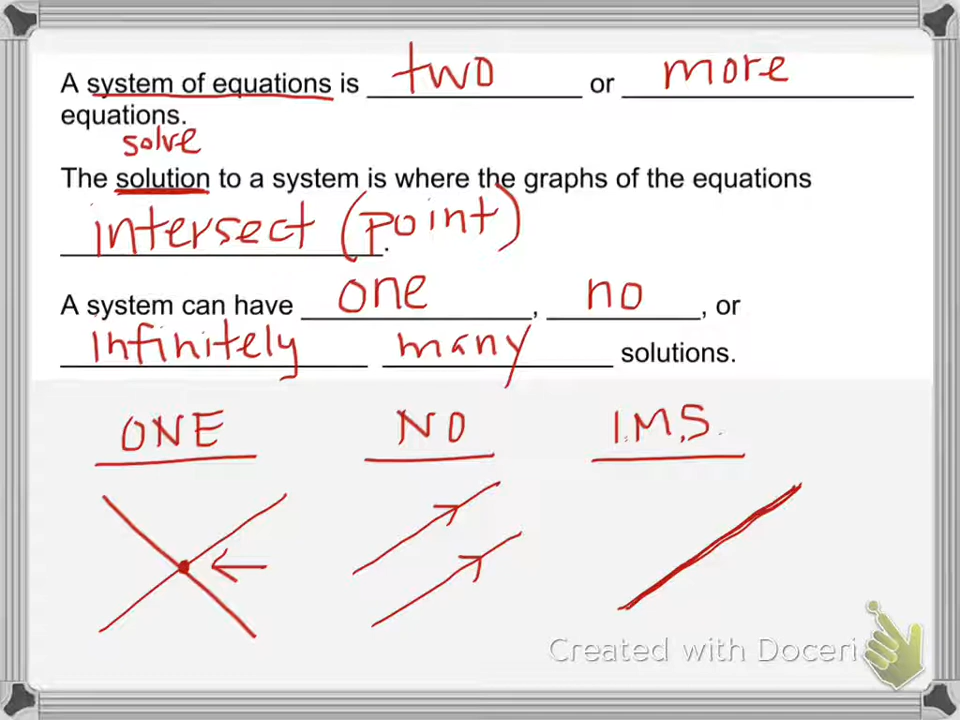 A system of equations is two or more
equations.
solve
The solution to a system is where the graphs of the equations
intersect (point).
A system can have one, no, or
infinitely many solutions.
ONE NO I.M.S.
Created with Doceri